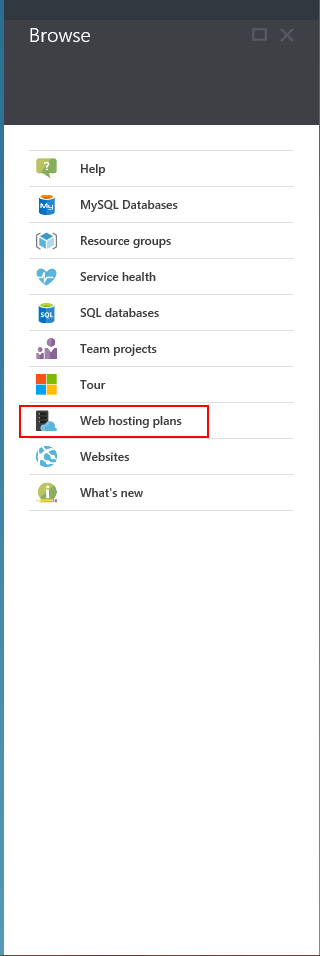 Browse
Help
MySQL Databases
Resource groups
Service health
SQL databases
Team projects
Tour
Web hosting plans
Websites
What's new